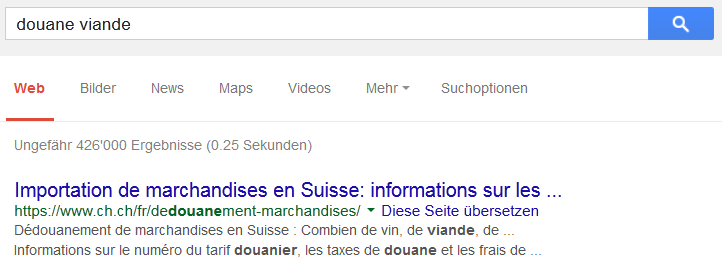 douane viande
Web Bilder News Maps Videos Mehr Suchoptionen
Ungefähr 426'000 Ergebnisse (0.25 Sekunden)
Importation de marchandises en Suisse: informations sur les ...
https://www.ch.ch/fr/dedouanement-marchandises/ Diese Seite übersetzen
Dédouanement de marchandises en Suisse : Combien de vin, de viande, de ...
Informations sur le numéro du tarif douanier, les taxes de douane et les frais de ...